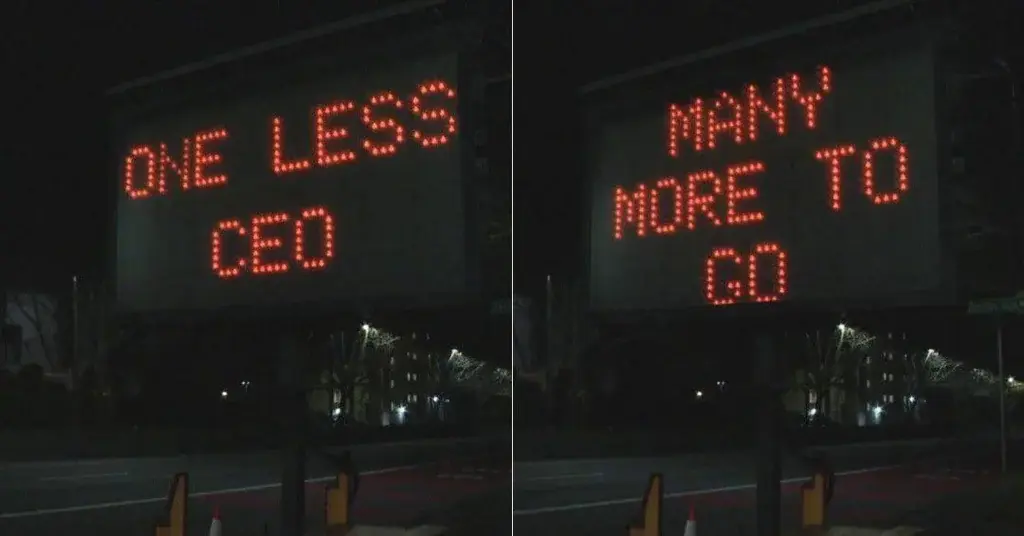 ONE LESS
CEO
MANY
MORE TO
GO